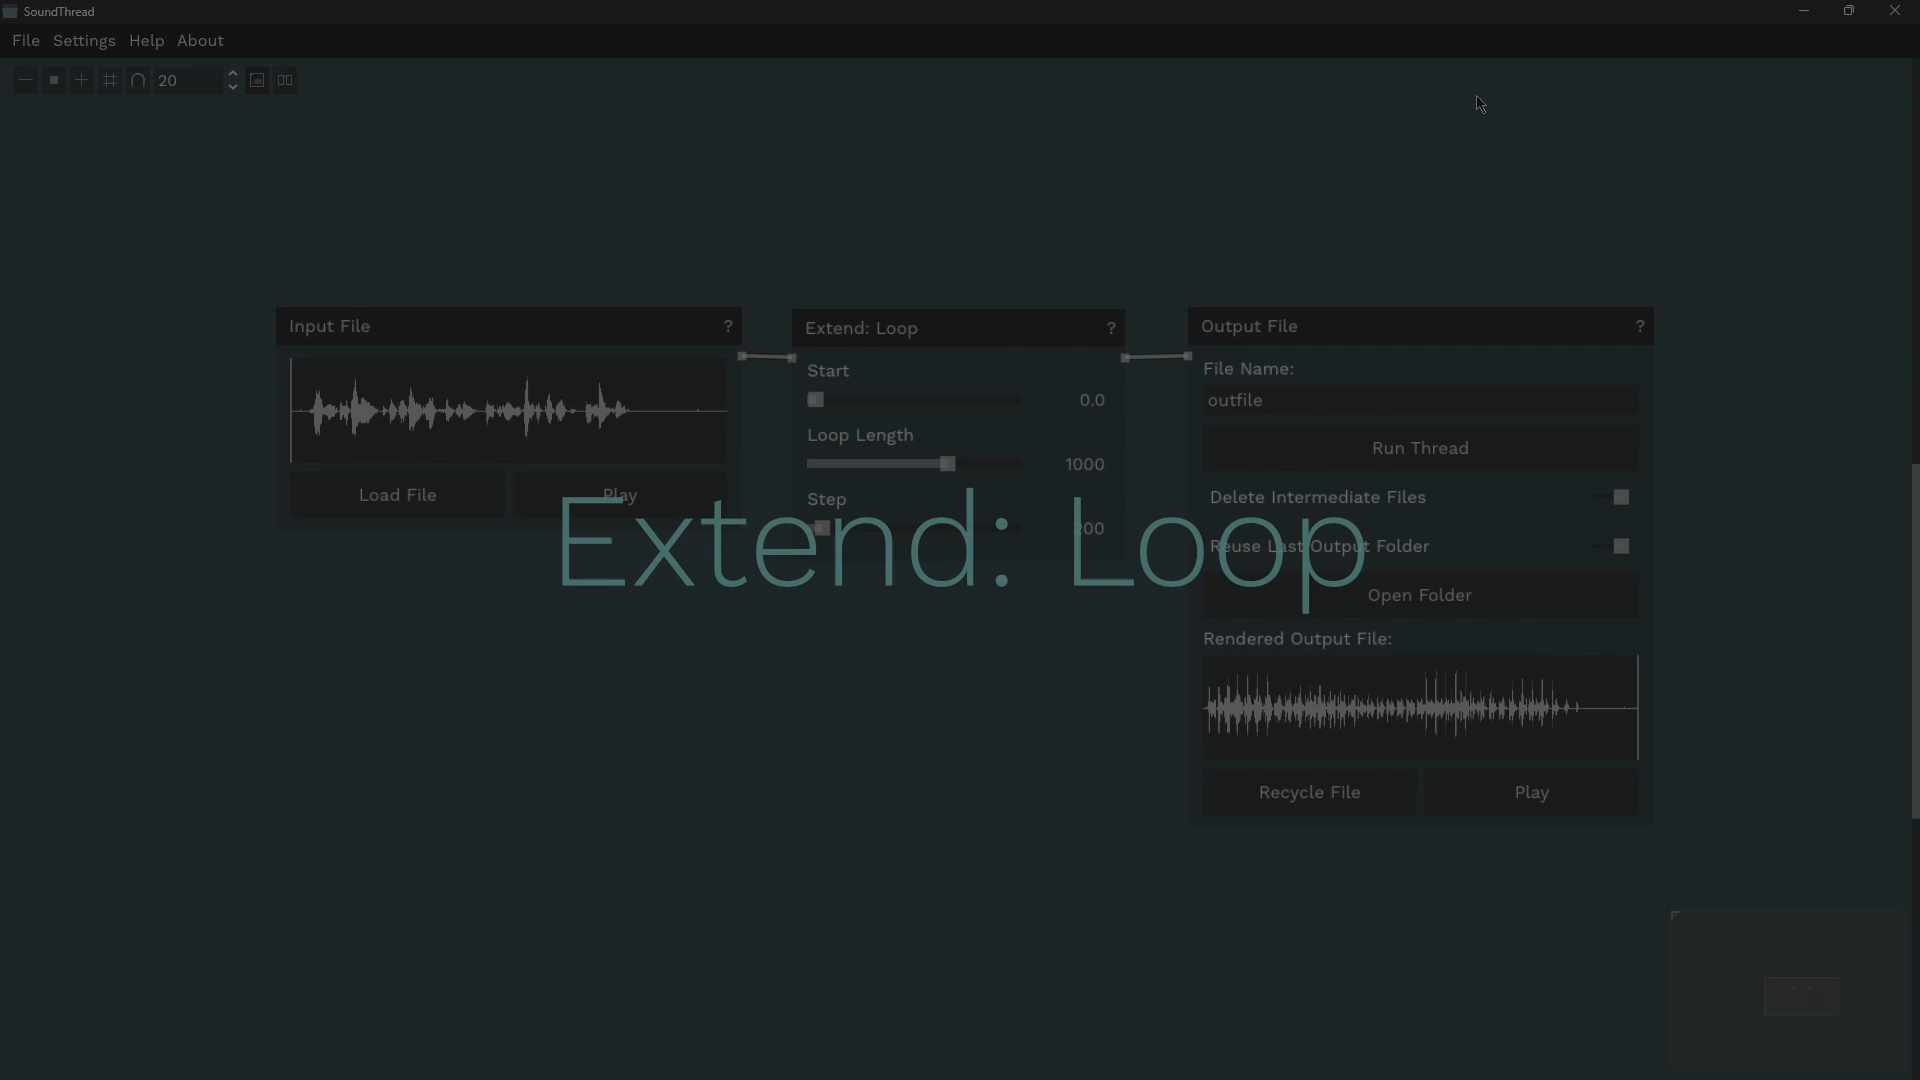 SoundThread
File Settings Help About
20
Input File ?
Load File
Play
Extend: Loop ?
Start
0.0
Loop Length
1000
Step
200
Output File ?
File Name:
outfile
Run Thread
Delete Intermediate Files
Reuse Last Output Folder
Open Folder
Rendered Output File:
Recycle File
Play
Extend: Loop